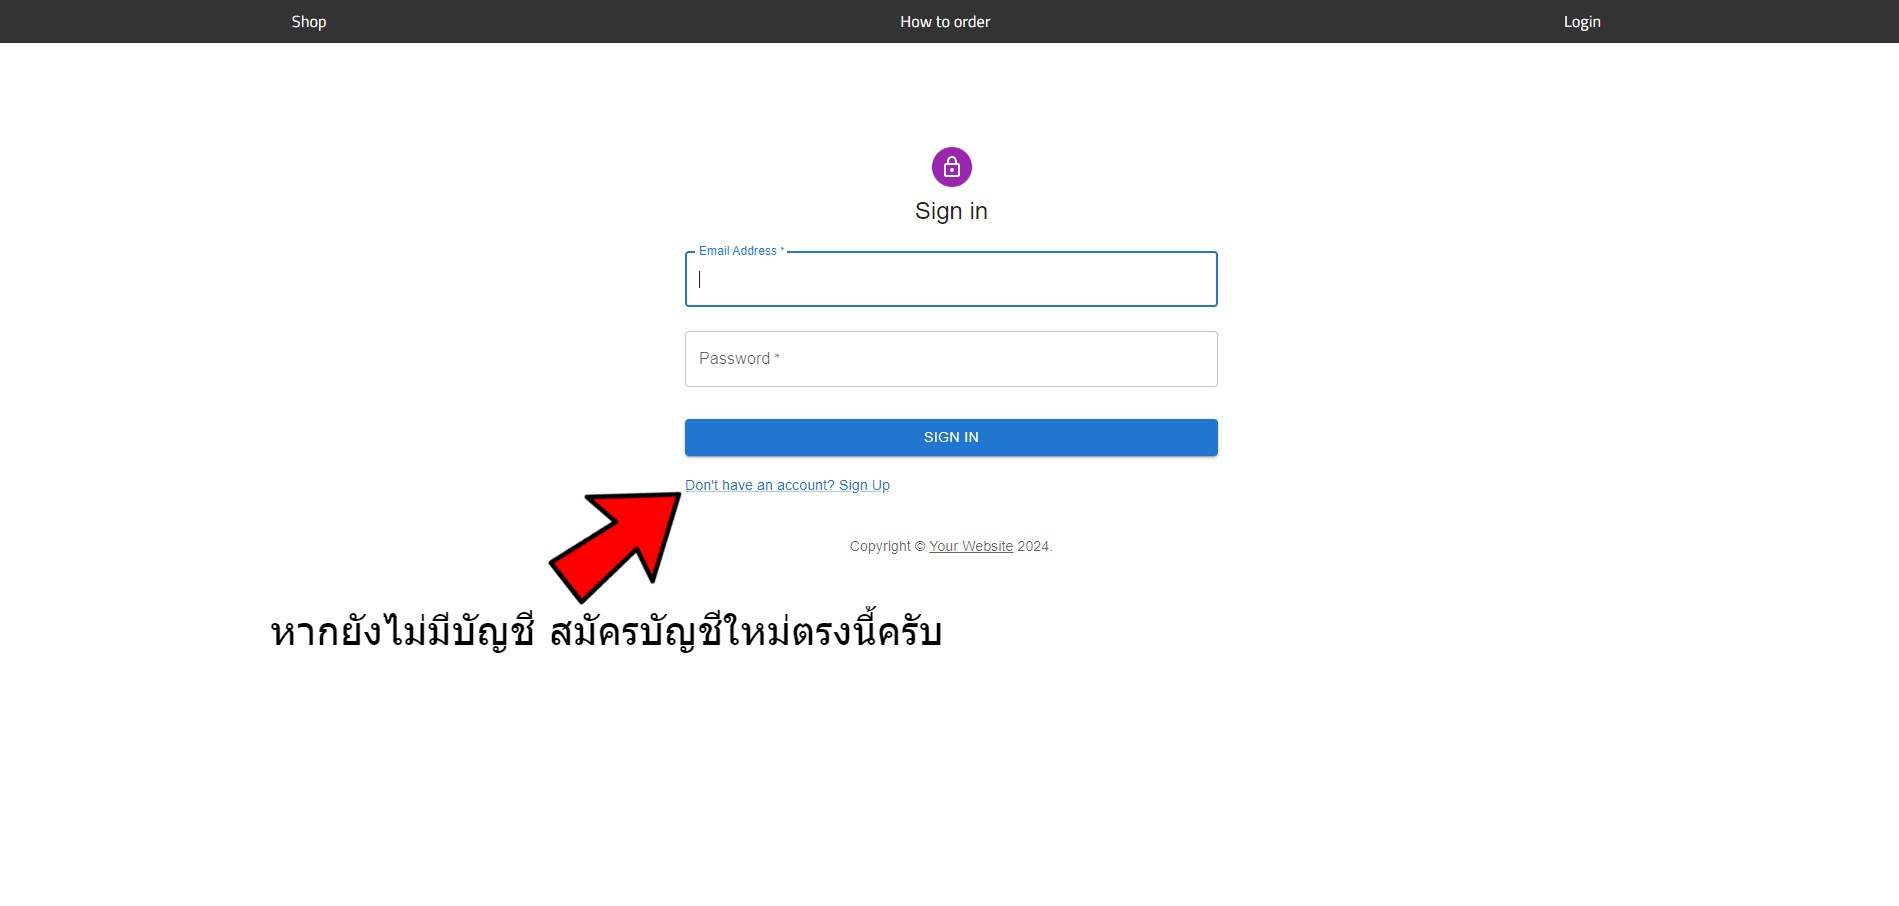 Shop
How to order
Login
Sign in
Email Address *
Password *
SIGN IN
Don't have an account? Sign Up
Copyright © Your Website 2024.
หากยังไม่มีบัญชี สมัครบัญชีใหม่ตรงนี้ครับ